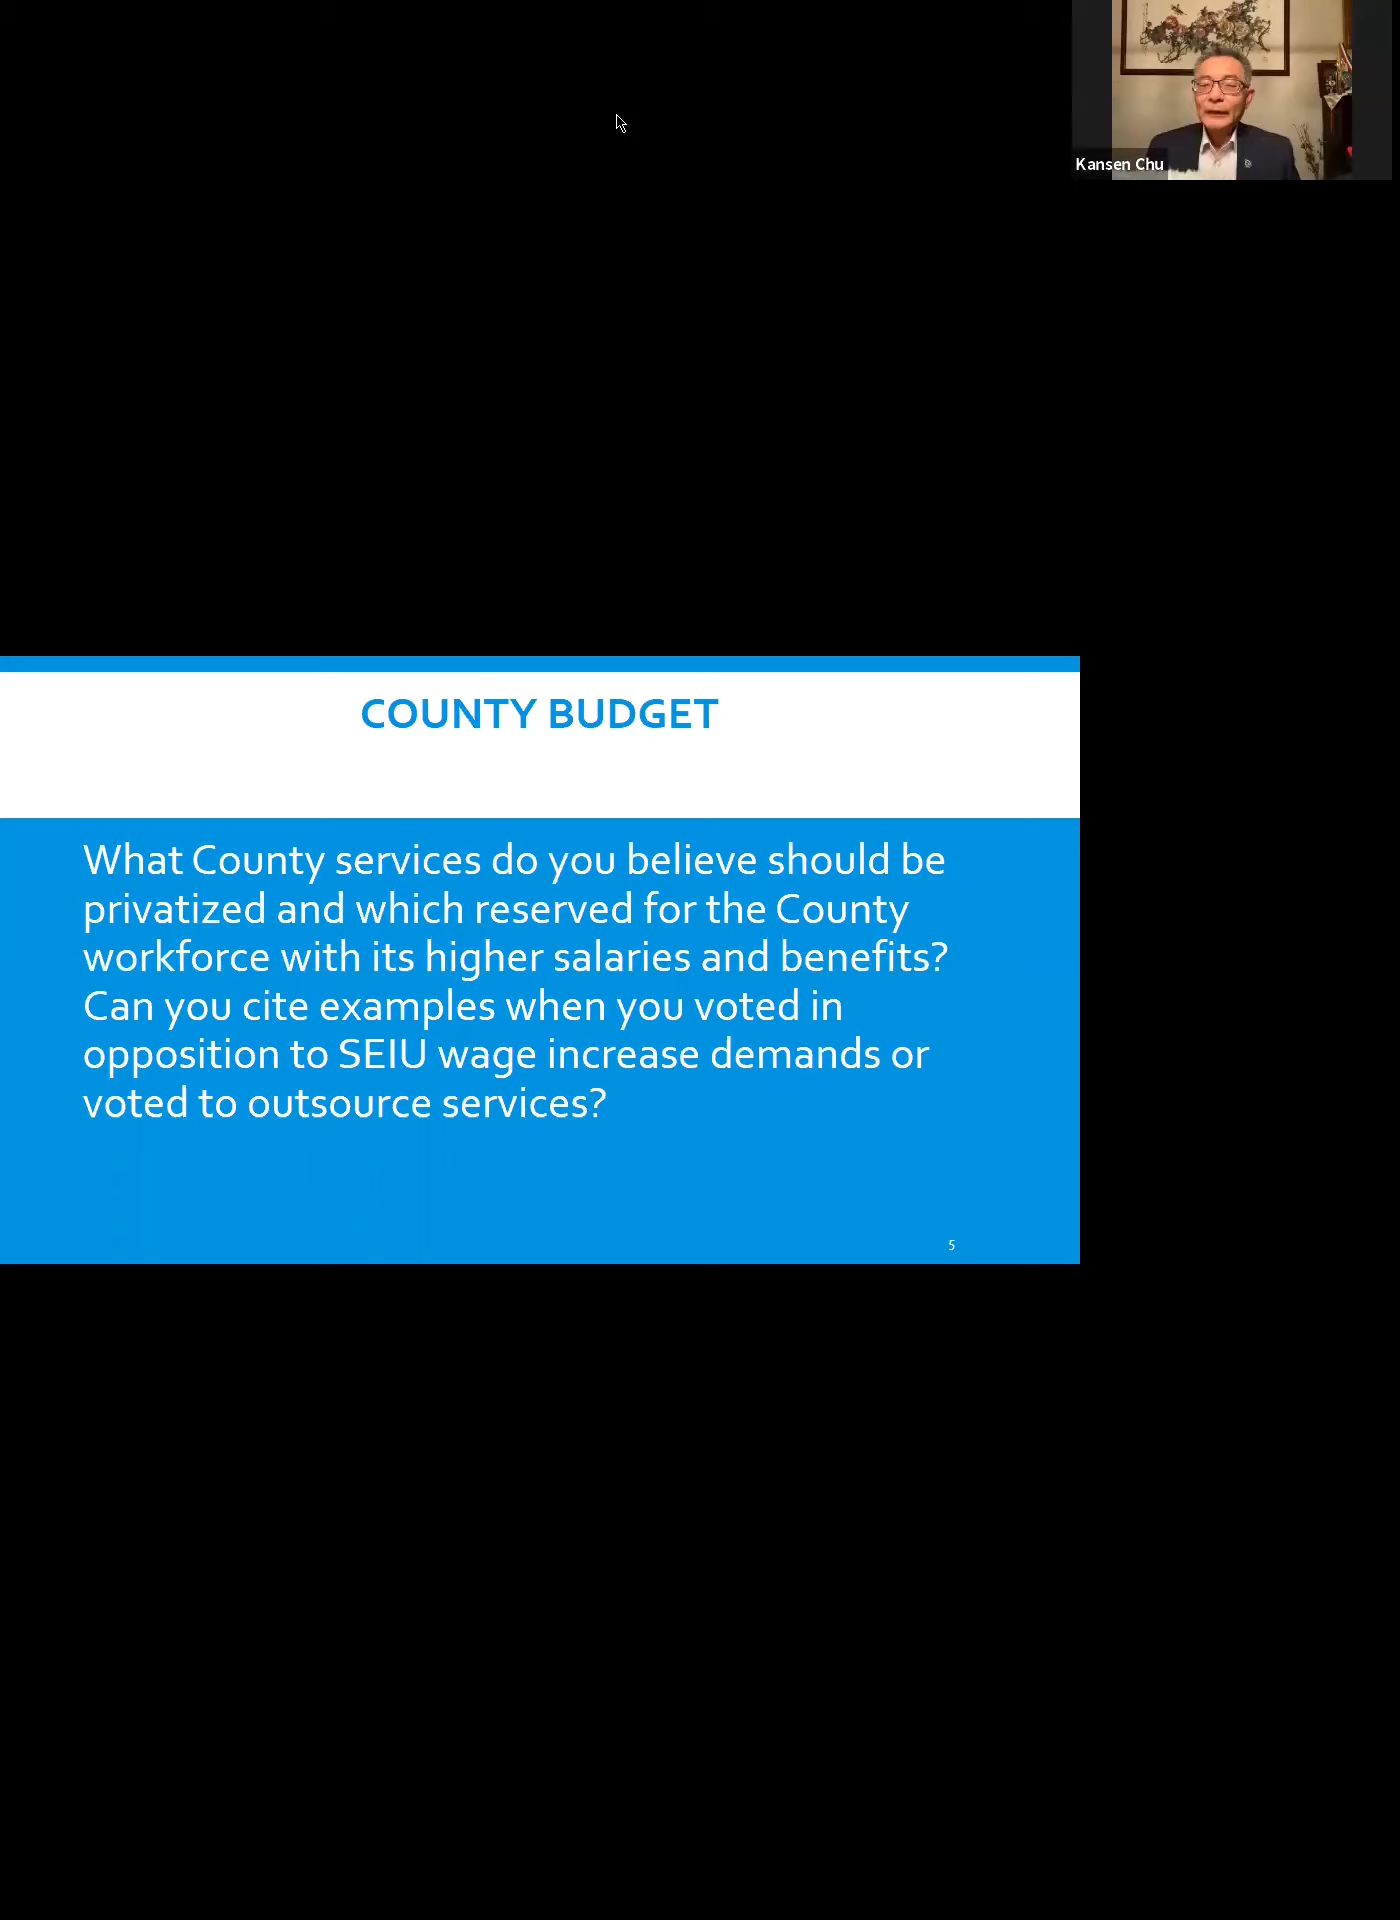 Kansen Chu
COUNTY BUDGET
What County services do you believe should be
privatized and which reserved for the County
workforce with its higher salaries and benefits?
Can you cite examples when you voted in
opposition to SEIU wage increase demands or
voted to outsource services?
5